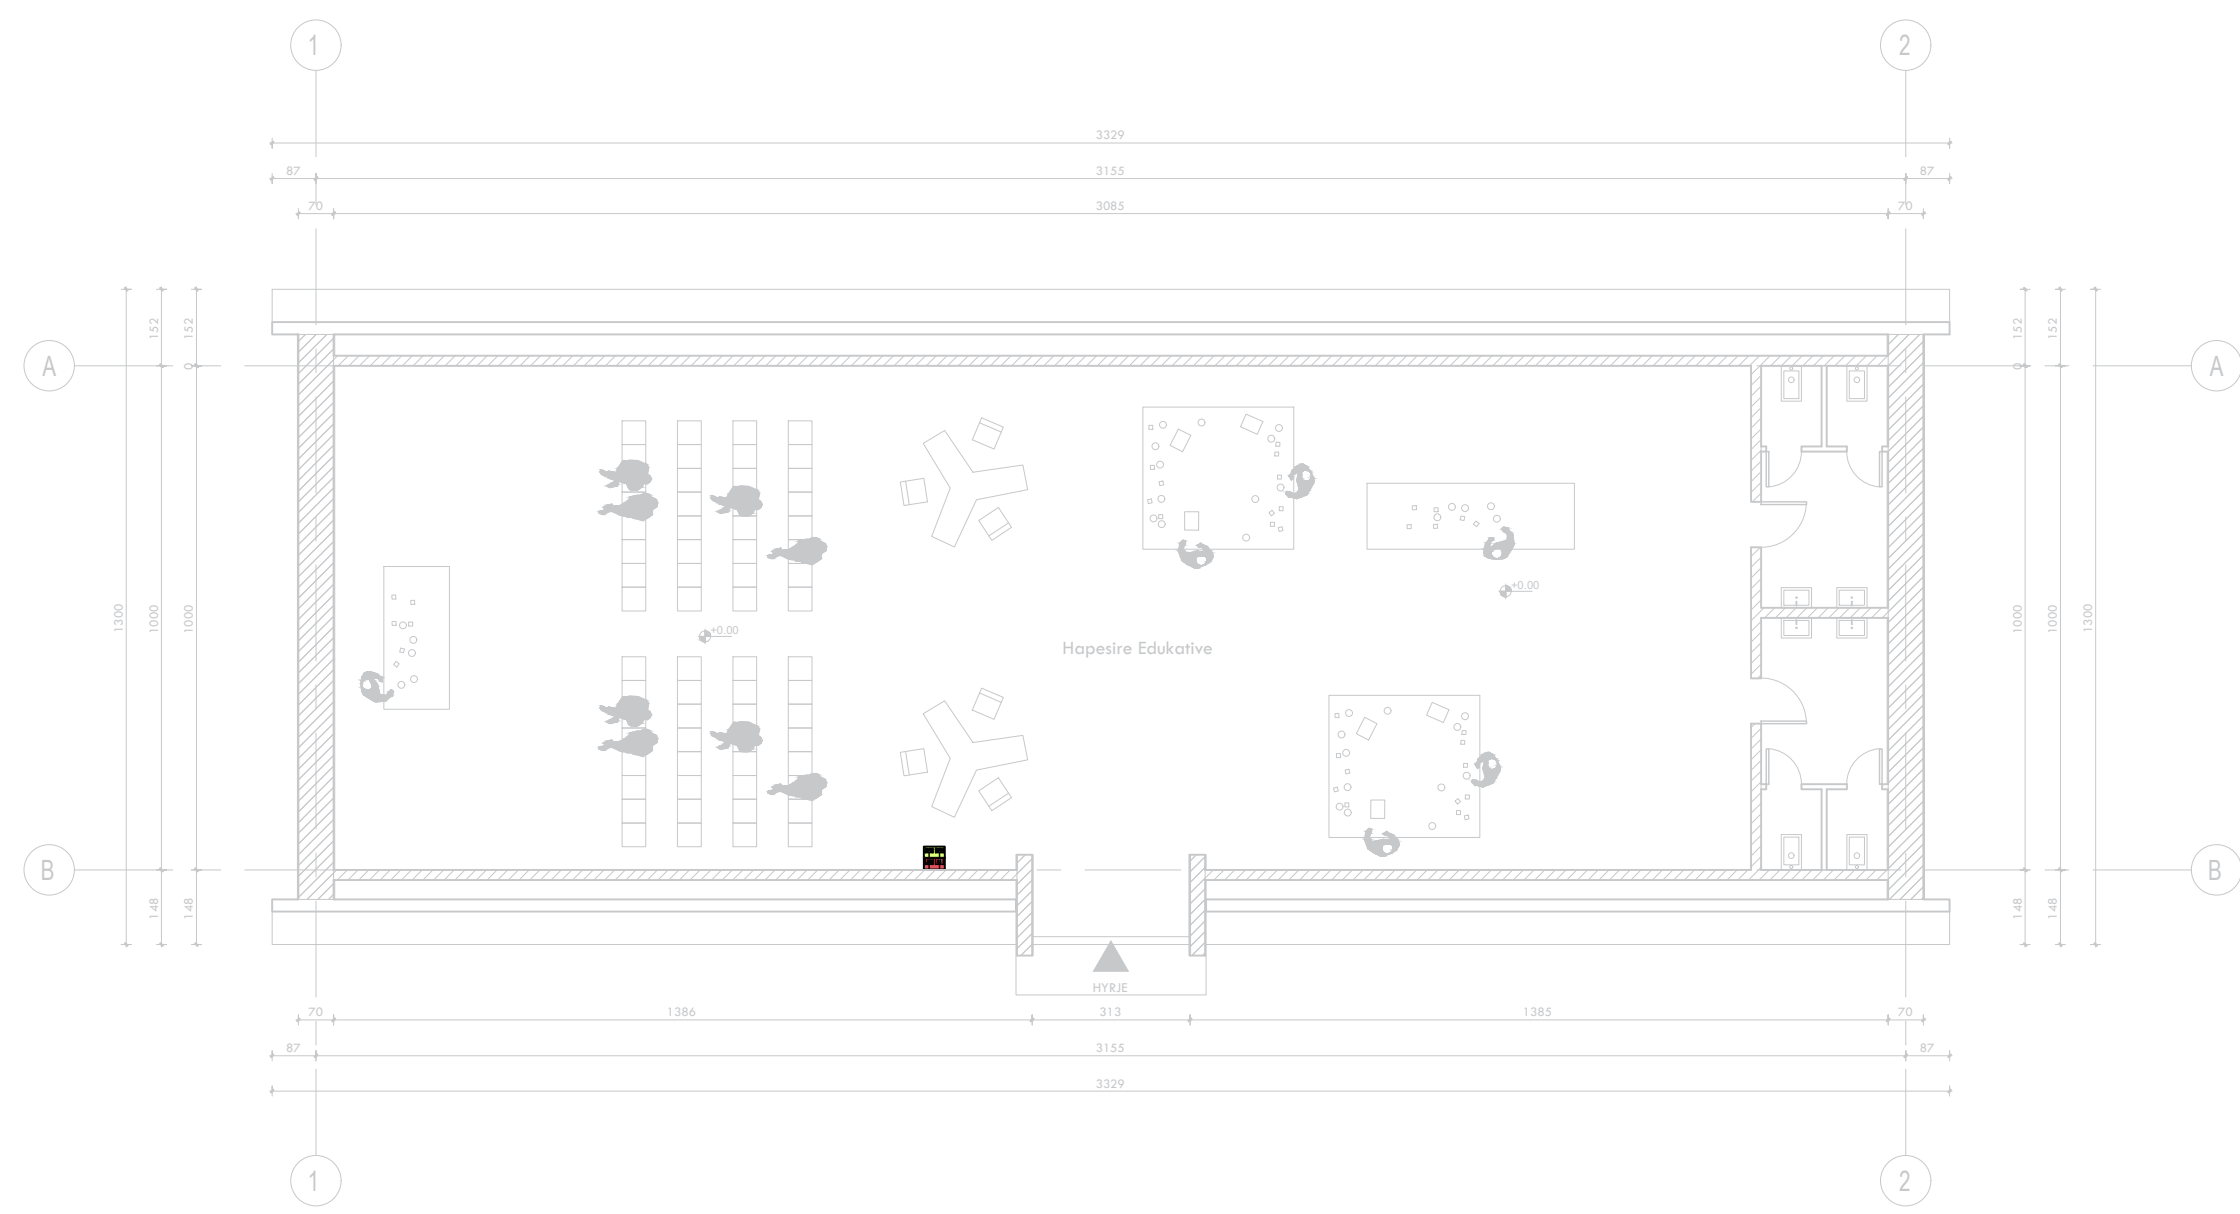 1 2
3329
87 3155 87
70 3085 70
152 152 152 152
A 0 0 A
+0.00
+0.00
1300 1000 1000 1000 1000 1300
Hapesire Edukative
B B
148 148 148 148
HYRJE
70 1386 313 1385 70
87 3155 87
3329
1 2